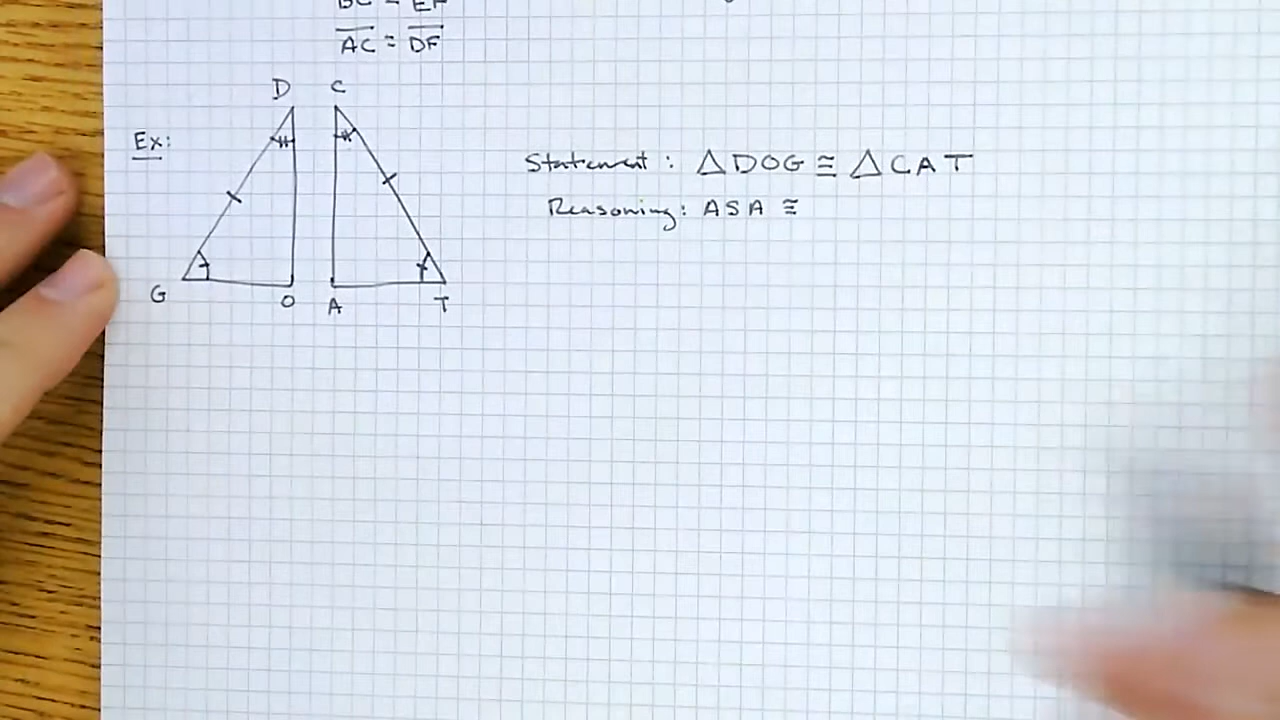 AC = DF
D C
Ex:
Statement : △DOG ≅ △CAT
Reasoning: ASA ≅
G O A T